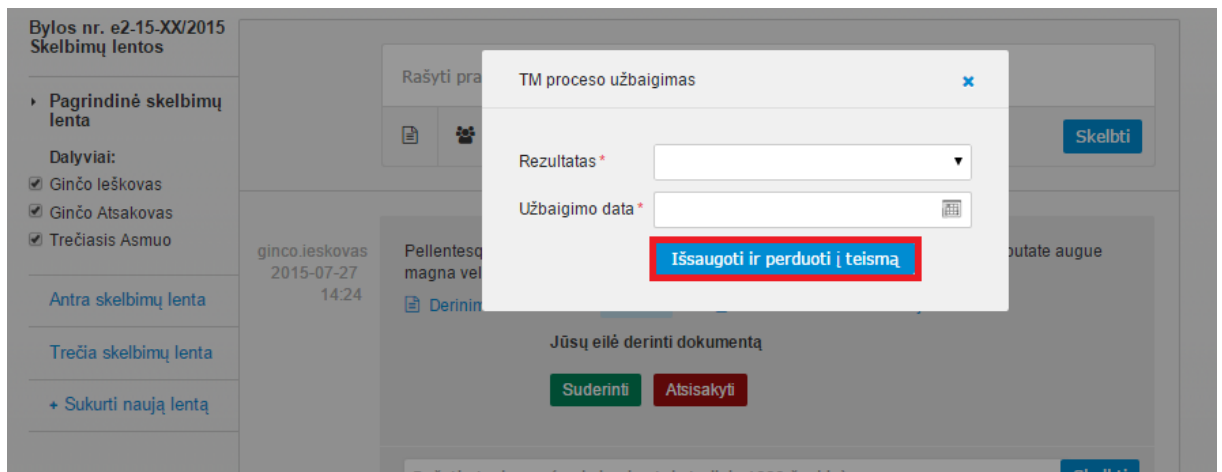 Bylos nr. e2-15-XX/2015
Skelbimų lentos
Pagrindinė skelbimų
lenta
Dalyviai:
Ginčo Ieškovas
Ginčo Atsakovas
Trečiasis Asmuo
Antra skelbimų lenta
Trečia skelbimų lenta
+ Sukurti naują lentą
Rašyti pra
Skelbti
TM proceso užbaigimas
Rezultatas *
Užbaigimo data *
Išsaugoti ir perduoti į teismą
ginco.ieskovas
2015-07-27
14:24
Pellentesq
putate augue
magna vel
Derinim
Jūsų eilė derinti dokumentą
Suderinti Atsisakyti